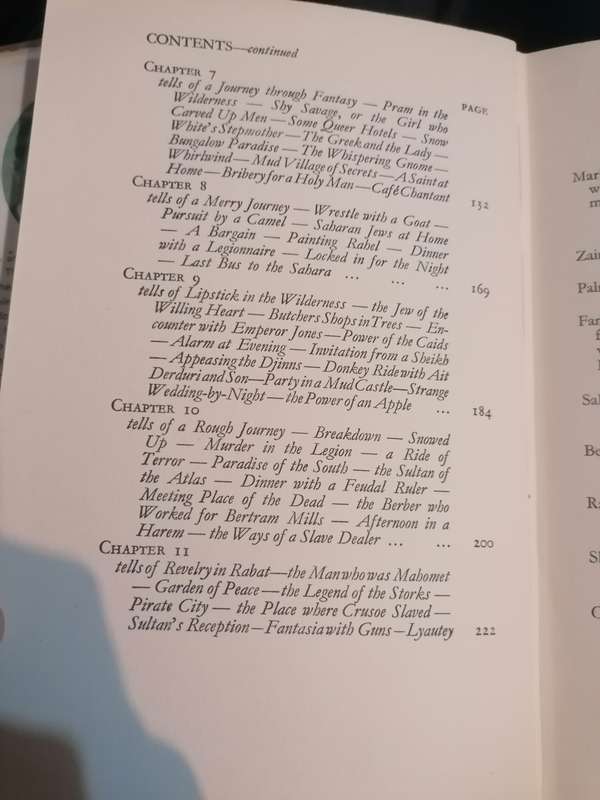 CONTENTS—continued
CHAPTER 7
PAGE
tells of a Journey through Fantasy — Pram in the
Wilderness — Shy Savage, or the Girl who
Carved Up Men — Some Queer Hotels — Snow
White's Stepmother — The Greek and the Lady —
Bungalow Paradise — The Whispering Gnome —
Whirlwind — Mud Village of Secrets — A Saint at
Home — Bribery for a Holy Man — Café Chantant 132
CHAPTER 8
tells of a Merry Journey — Wrestle with a Goat —
Pursuit by a Camel — Saharan Jews at Home
— A Bargain — Painting Rahel — Dinner
with a Legionnaire — Locked in for the Night
— Last Bus to the Sahara ... ... ... 169
CHAPTER 9
tells of Lipstick in the Wilderness — the Jew of the
Willing Heart — Butchers Shops in Trees — En-
counter with Emperor Jones — Power of the Caids
— Alarm at Evening — Invitation from a Sheikh
— Appeasing the Djinns — Donkey Ride with Ait
Derduri and Son — Party in a Mud Castle — Strange
Wedding-by-Night — the Power of an Apple ... 184
CHAPTER 10
tells of a Rough Journey — Breakdown — Snowed
Up — Murder in the Legion — a Ride of
Terror — Paradise of the South — the Sultan of
the Atlas — Dinner with a Feudal Ruler —
Meeting Place of the Dead — the Berber who
Worked for Bertram Mills — Afternoon in a
Harem — the Ways of a Slave Dealer ... ... 200
CHAPTER 11
tells of Revelry in Rabat — the Man who was Mahomet
— Garden of Peace — the Legend of the Storks —
Pirate City — the Place where Crusoe Slaved —
Sultan's Reception — Fantasia with Guns — Lyautey 222
Mar
w
m
Zain
Palm
Far
f
Sal
Ra